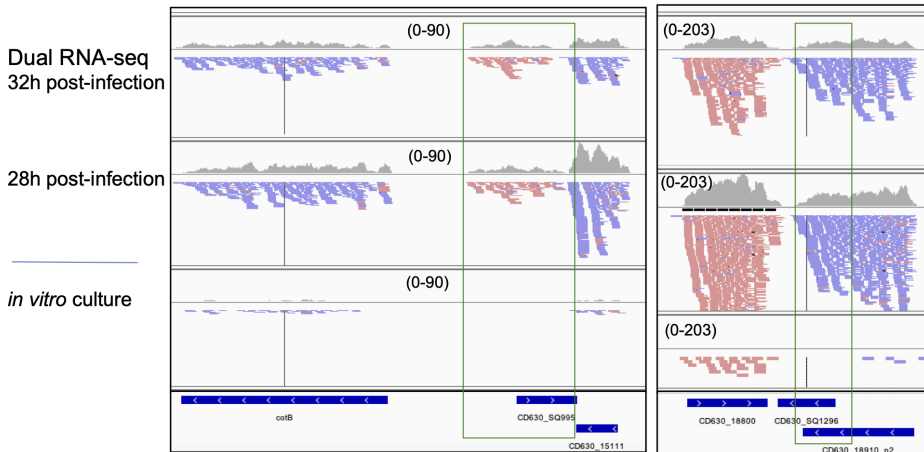 (0-90)
(0-203)
Dual RNA-seq
32h post-infection
(0-90)
(0-203)
28h post-infection
(0-90)
(0-203)
in vitro culture
cotB
CD630_SQ995
CD630_15111
CD630_18800
CD630_SQ1296
CD630_18910_p2